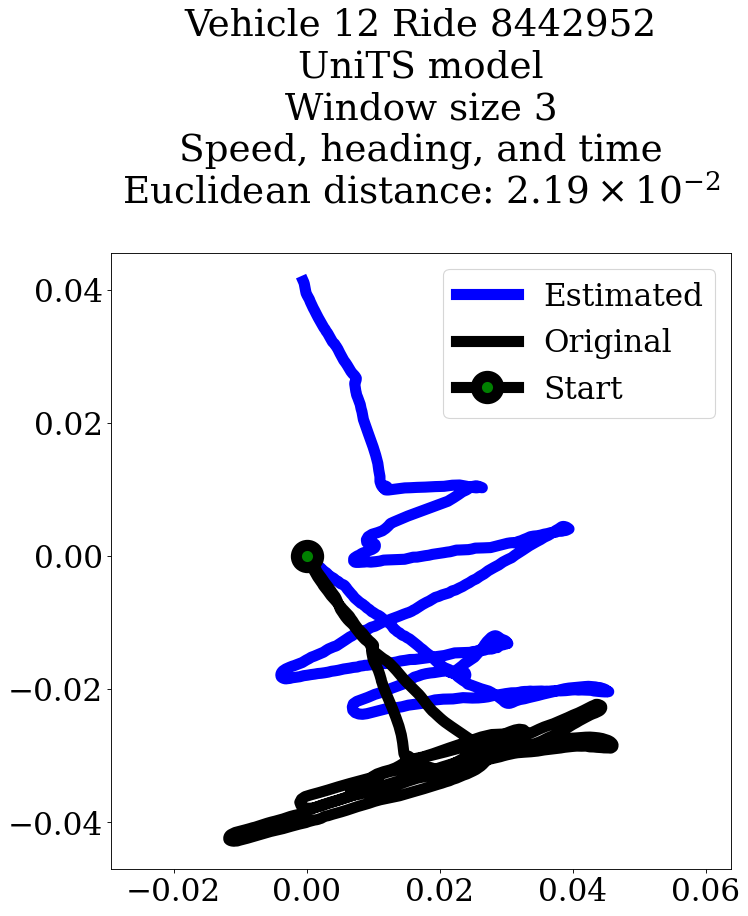 Vehicle 12 Ride 8442952
UniTS model
Window size 3
Speed, heading, and time
Euclidean distance: 2.19 × 10⁻²
Estimated
Original
Start
0.04
0.02
0.00
−0.02
−0.04
−0.02 0.00 0.02 0.04 0.06